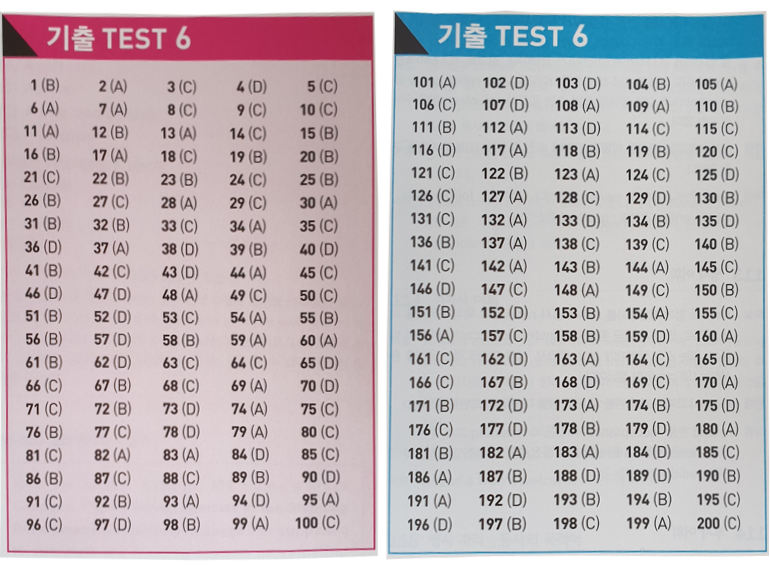 기출 TEST 6
1 (B) 2 (A) 3 (C) 4 (D) 5 (C)
6 (A) 7 (A) 8 (C) 9 (C) 10 (C)
11 (A) 12 (B) 13 (A) 14 (C) 15 (B)
16 (B) 17 (A) 18 (C) 19 (B) 20 (B)
21 (C) 22 (B) 23 (B) 24 (C) 25 (B)
26 (B) 27 (C) 28 (A) 29 (C) 30 (A)
31 (B) 32 (B) 33 (C) 34 (A) 35 (C)
36 (D) 37 (A) 38 (D) 39 (B) 40 (D)
41 (B) 42 (C) 43 (D) 44 (A) 45 (C)
46 (D) 47 (D) 48 (A) 49 (C) 50 (C)
51 (B) 52 (D) 53 (C) 54 (A) 55 (B)
56 (B) 57 (D) 58 (B) 59 (A) 60 (A)
61 (B) 62 (D) 63 (C) 64 (C) 65 (D)
66 (C) 67 (B) 68 (C) 69 (A) 70 (D)
71 (C) 72 (B) 73 (D) 74 (A) 75 (C)
76 (B) 77 (C) 78 (D) 79 (A) 80 (C)
81 (C) 82 (A) 83 (A) 84 (D) 85 (C)
86 (B) 87 (C) 88 (C) 89 (B) 90 (D)
91 (C) 92 (B) 93 (A) 94 (D) 95 (A)
96 (C) 97 (D) 98 (B) 99 (A) 100 (C)
기출 TEST 6
101 (A) 102 (D) 103 (D) 104 (B) 105 (A)
106 (C) 107 (D) 108 (A) 109 (A) 110 (B)
111 (B) 112 (A) 113 (D) 114 (C) 115 (C)
116 (D) 117 (A) 118 (B) 119 (B) 120 (C)
121 (C) 122 (B) 123 (A) 124 (C) 125 (D)
126 (C) 127 (A) 128 (C) 129 (D) 130 (B)
131 (C) 132 (A) 133 (D) 134 (B) 135 (D)
136 (B) 137 (A) 138 (C) 139 (C) 140 (B)
141 (C) 142 (A) 143 (B) 144 (A) 145 (C)
146 (D) 147 (C) 148 (A) 149 (C) 150 (B)
151 (B) 152 (D) 153 (B) 154 (A) 155 (C)
156 (A) 157 (C) 158 (B) 159 (D) 160 (A)
161 (C) 162 (D) 163 (A) 164 (C) 165 (D)
166 (C) 167 (B) 168 (D) 169 (C) 170 (A)
171 (B) 172 (D) 173 (A) 174 (B) 175 (D)
176 (C) 177 (D) 178 (B) 179 (D) 180 (A)
181 (B) 182 (A) 183 (A) 184 (D) 185 (C)
186 (A) 187 (B) 188 (D) 189 (D) 190 (B)
191 (A) 192 (D) 193 (B) 194 (B) 195 (C)
196 (D) 197 (B) 198 (C) 199 (A) 200 (C)